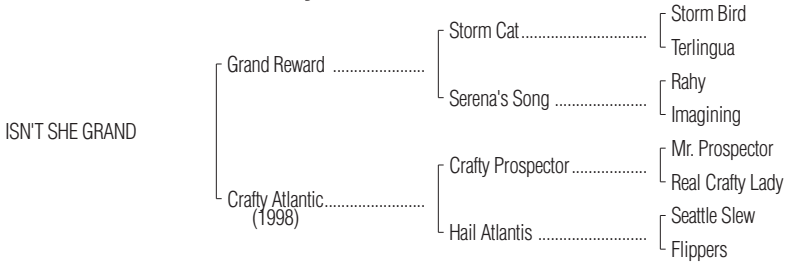 Storm Bird
Storm Cat..............................
Terlingua
Grand Reward ......................
Rahy
Serena's Song ......................
Imagining
ISN'T SHE GRAND
Mr. Prospector
Crafty Prospector..................
Real Crafty Lady
Crafty Atlantic........................
(1998)
Seattle Slew
Hail Atlantis ..........................
Flippers